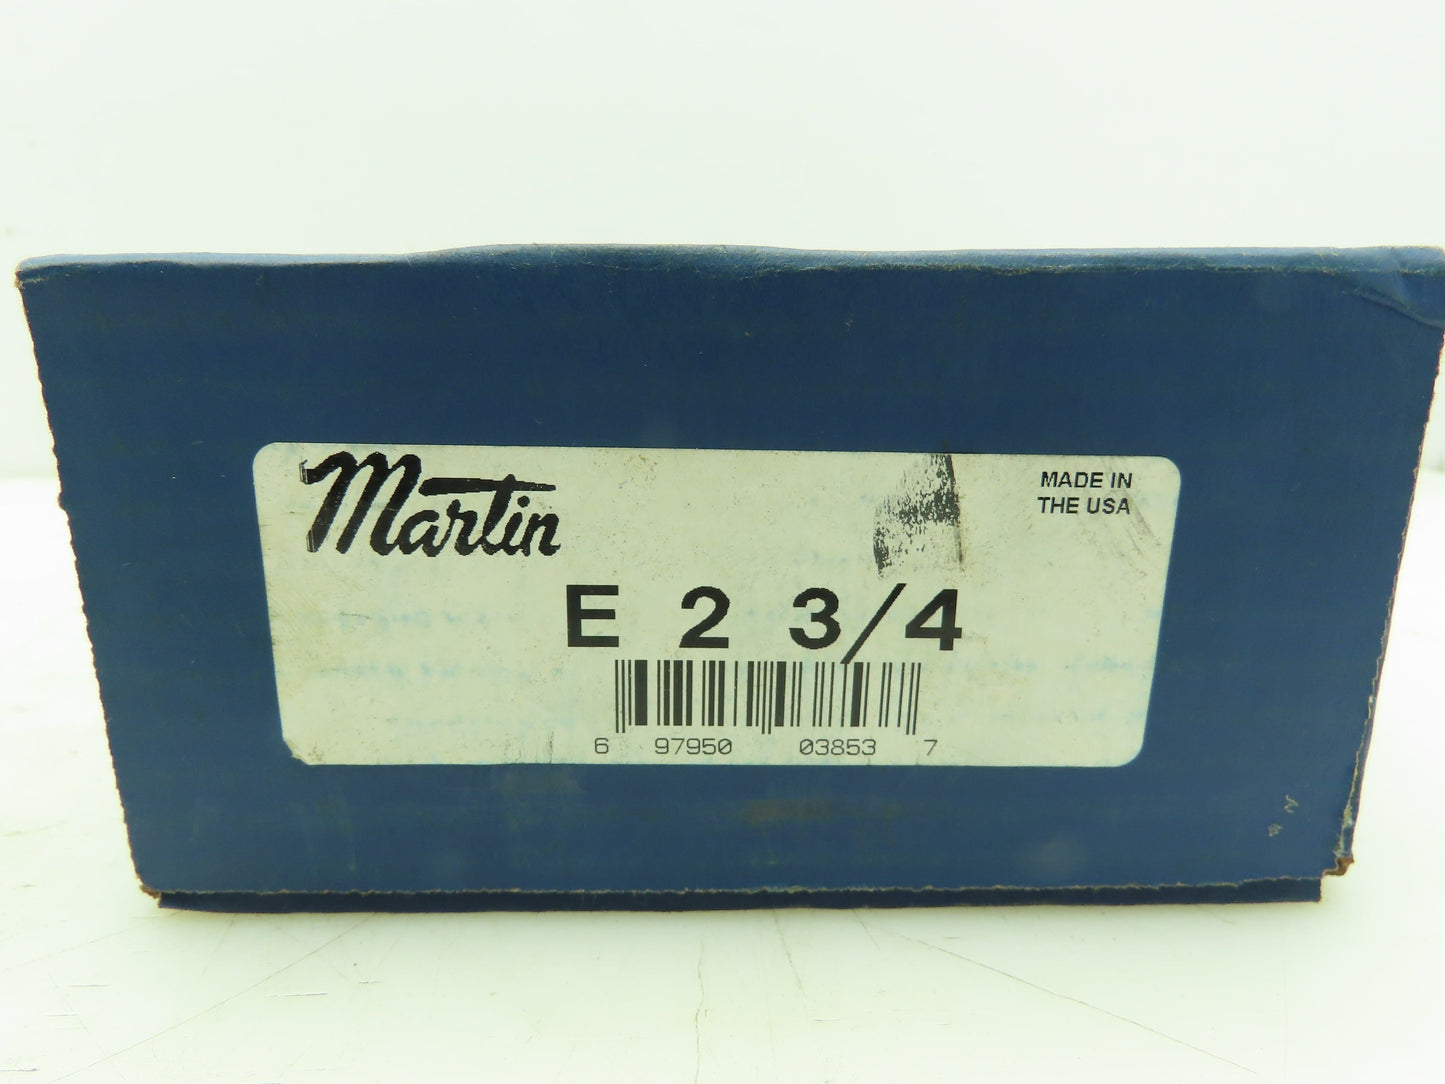 Martin
MADE IN
THE USA
E 2 3/4
6 97950 03853 7